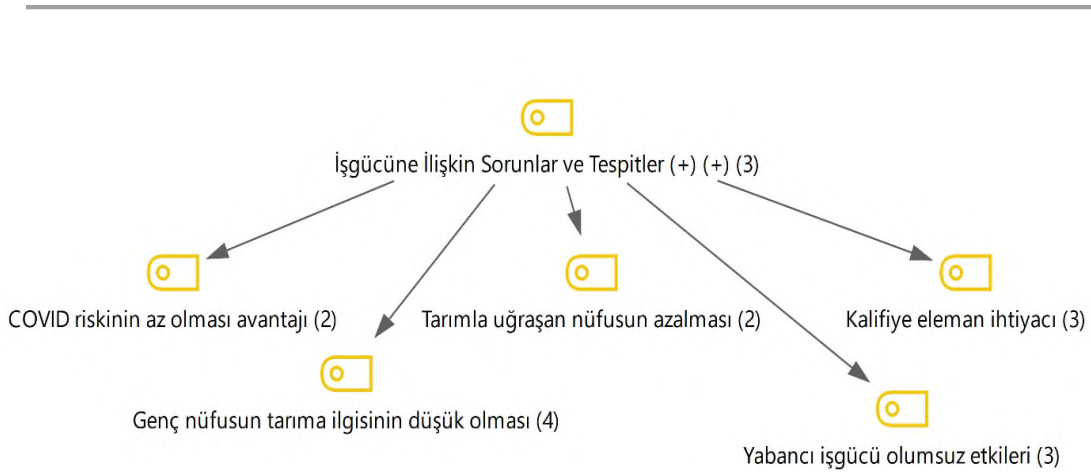 İşgücüne İlişkin Sorunlar ve Tespitler (+) (+) (3)
COVID riskinin az olması avantajı (2)
Tarımla uğraşan nüfusun azalması (2)
Kalifiye eleman ihtiyacı (3)
Genç nüfusun tarıma ilgisinin düşük olması (4)
Yabancı işgücü olumsuz etkileri (3)